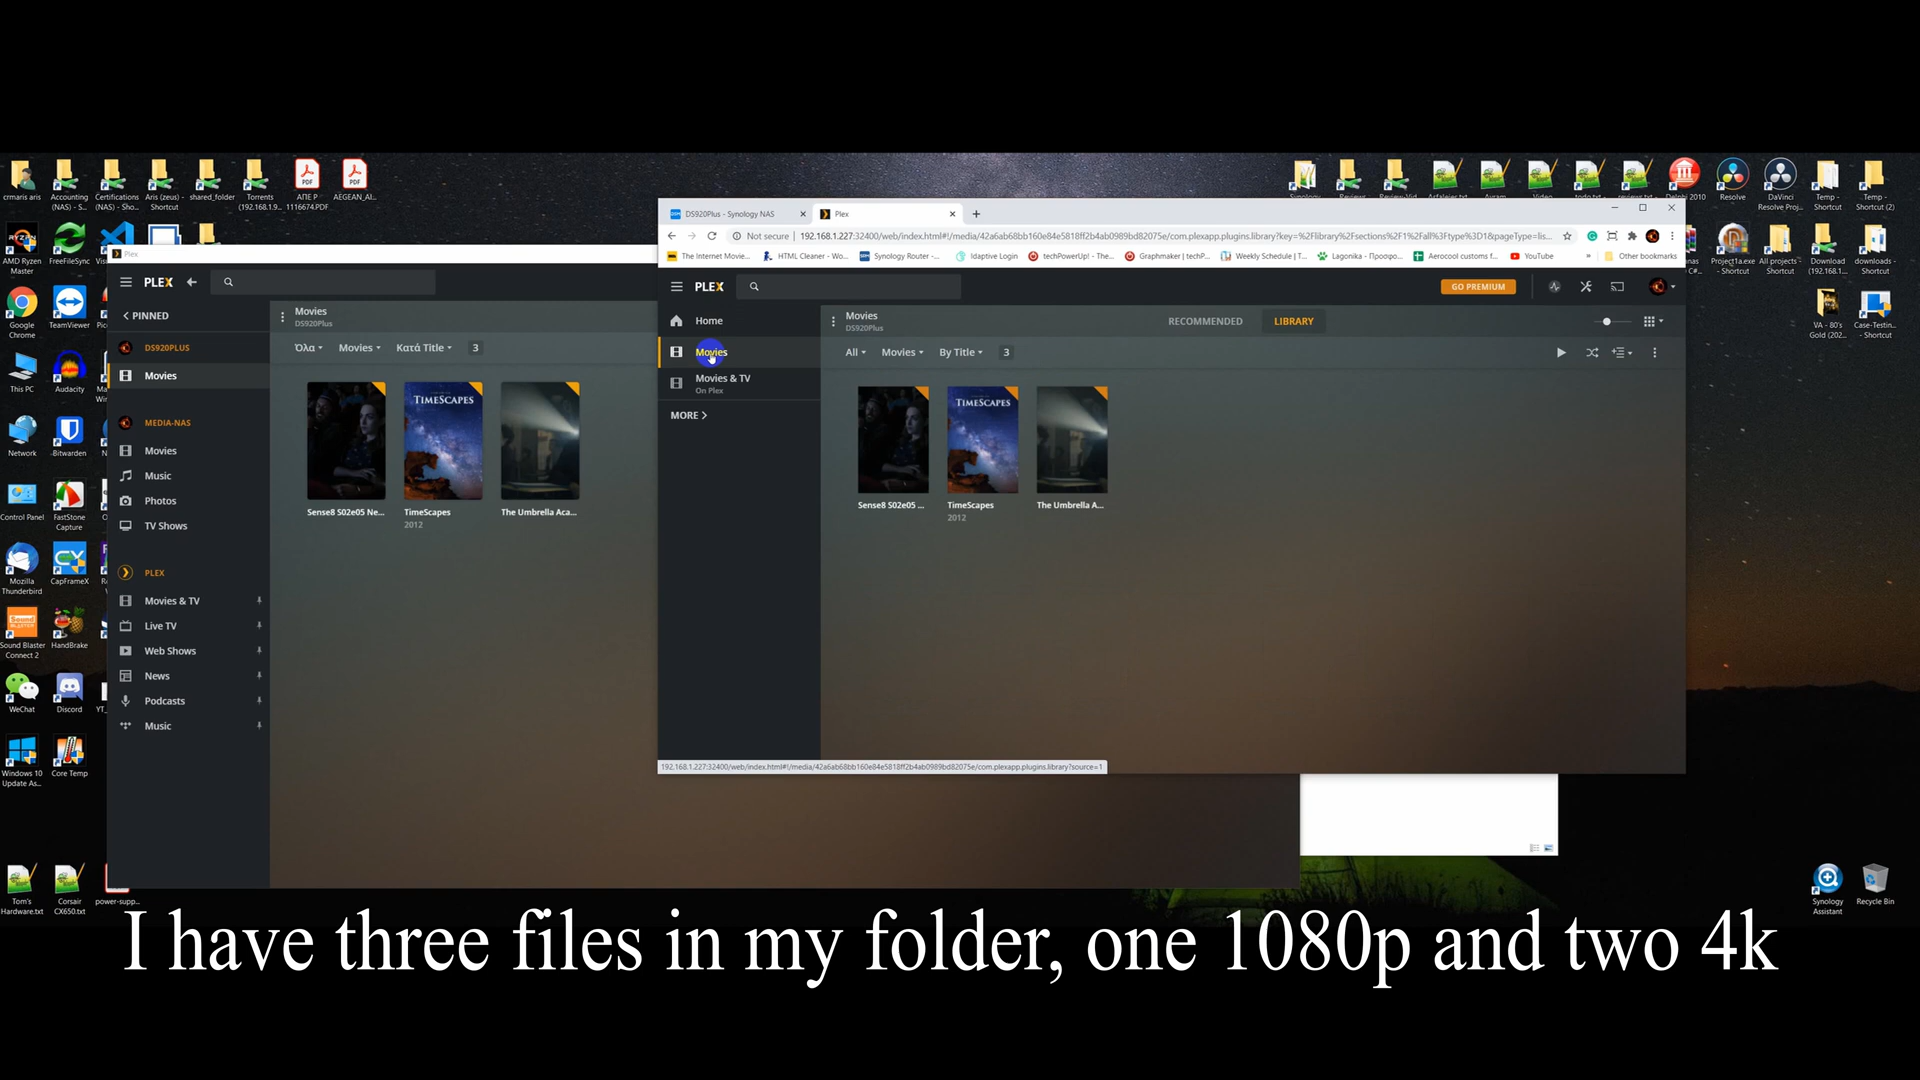 crmaris aris
Accounting (NAS) - S...
Certifications (NAS) - Sho...
Aris (zeus) - Shortcut
shared_folder
Torrents (192.168.1.9...
1116674.PDF
AEGEAN_AI...
Delphi 2010
Resolve
DaVinci Resolve Proj...
Temp - Shortcut
Temp - Shortcut (2)
AMD Ryzen Master
FreeFileSync
Project1a.exe - Shortcut
All projects - Shortcut
Download (192.168.1...
downloads - Shortcut
Google Chrome
TeamViewer
VA - 80's Gold (202...
Case-Testin... - Shortcut
This PC
Audacity
Network
Bitwarden
Control Panel
FastStone Capture
Mozilla Thunderbird
CapFrameX
Sound Blaster Connect 2
HandBrake
WeChat
Discord
Windows 10 Update As...
Core Temp
Tom's Hardware.txt
Corsair CX650.txt
power-supp...
Synology Assistant
Recycle Bin
Plex
PLEX
PINNED
DS920PLUS
Movies
MEDIA-NAS
Movies
Music
Photos
TV Shows
PLEX
Movies & TV
Live TV
Web Shows
News
Podcasts
Music
Movies
DS920Plus
Όλα Movies Κατά Title 3
Sense8 S02e05 Ne... TimeScapes The Umbrella Aca...
2012
TIMESCAPES
DS920Plus - Synology NAS
Plex
Not secure 192.168.1.227:32400/web/index.html#!/media/42a6ab68bb160e84e5818ff2b4ab0989bd82075e/com.plexapp.plugins.library?key=%2Flibrary%2Fsections%2F1%2Fall%3Ftype%3D1&pageType=lis...
The Internet Movie... HTML Cleaner - Wo... Synology Router -... !daptive Login techPowerUp! - The... Graphmaker | techP... Weekly Schedule | T... Lagonika - Προσφο... Aerocool customs f... YouTube » Other bookmarks
PLEX GO PREMIUM
Home
Movies
Movies & TV
On Plex
MORE
Movies
DS920Plus
RECOMMENDED LIBRARY
All Movies By Title 3
TIMESCAPES
Sense8 S02e05 ... TimeScapes The Umbrella A...
2012
192.168.1.227:32400/web/index.html#!/media/42a6ab68bb160e84e5818ff2b4ab0989bd82075e/com.plexapp.plugins.library?source=1
I have three files in my folder, one 1080p and two 4k